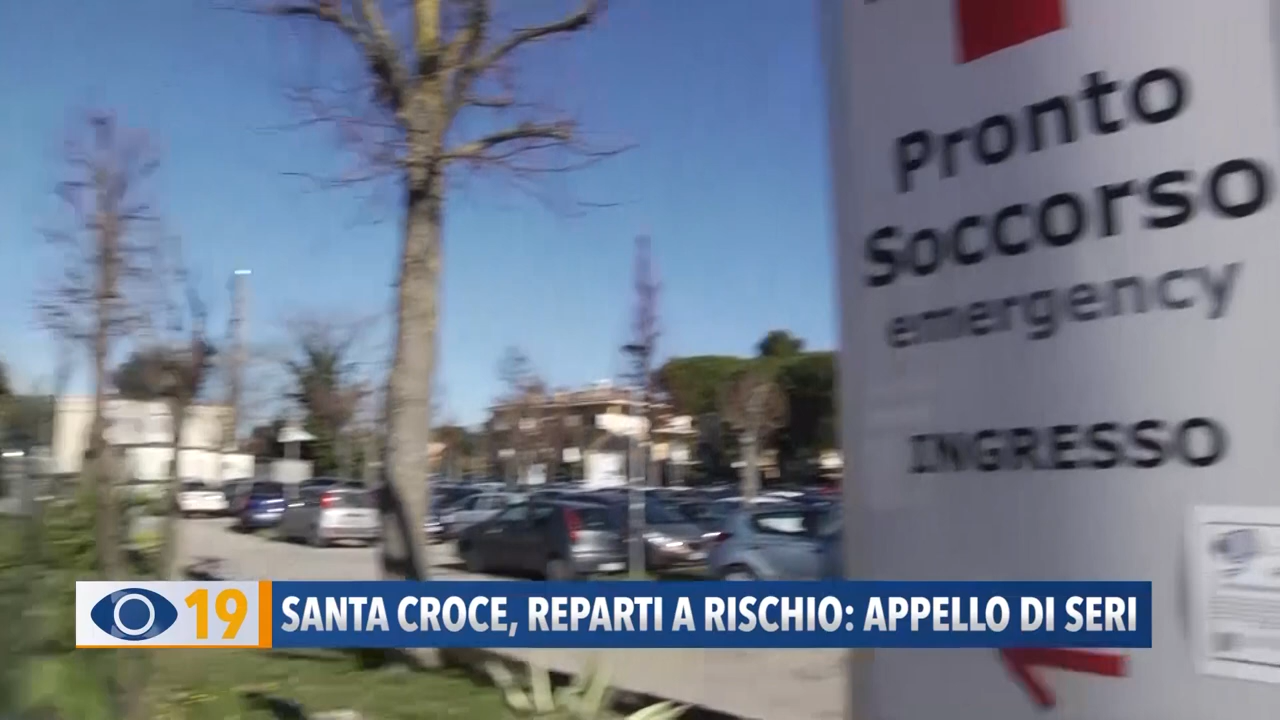 Pronto
Soccorso
emergency
INGRESSO
19
SANTA CROCE, REPARTI A RISCHIO: APPELLO DI SERI